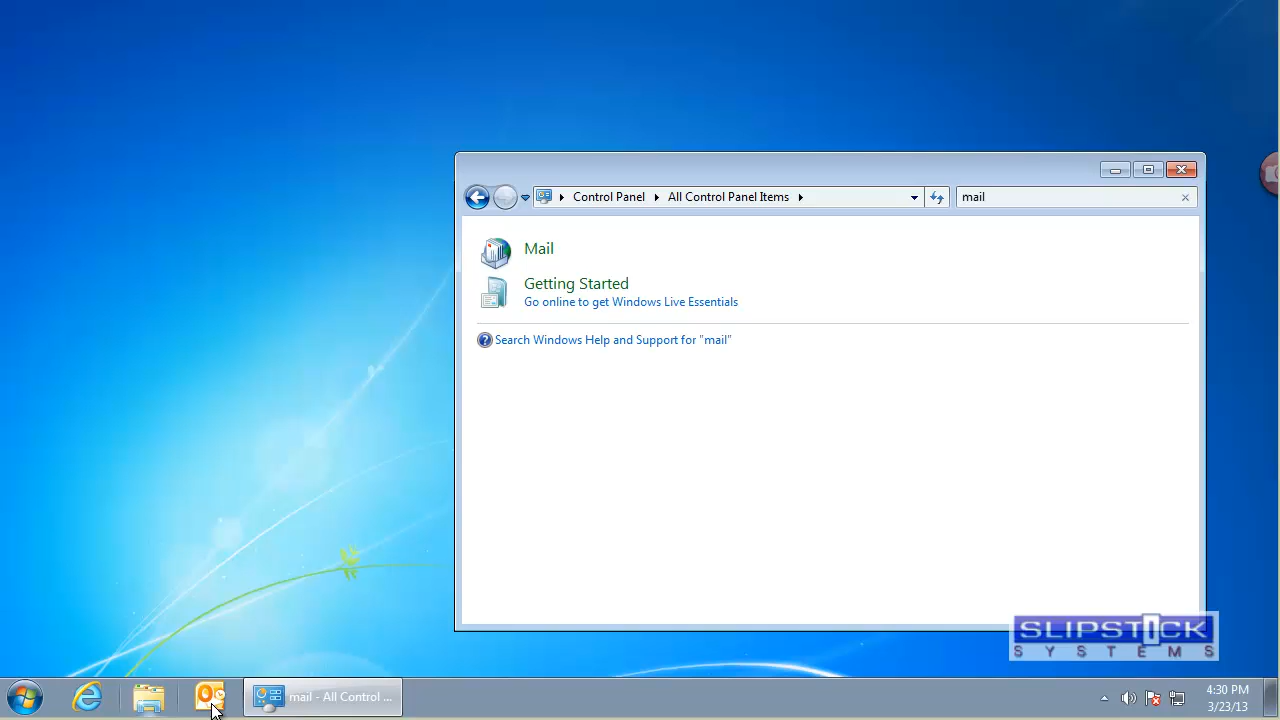 Control Panel
All Control Panel Items
mail
Mail
Getting Started
Go online to get Windows Live Essentials
Search Windows Help and Support for "mail"
SLIPSTICK
SYSTEMS
mail - All Control ...
4:30 PM
3/23/13